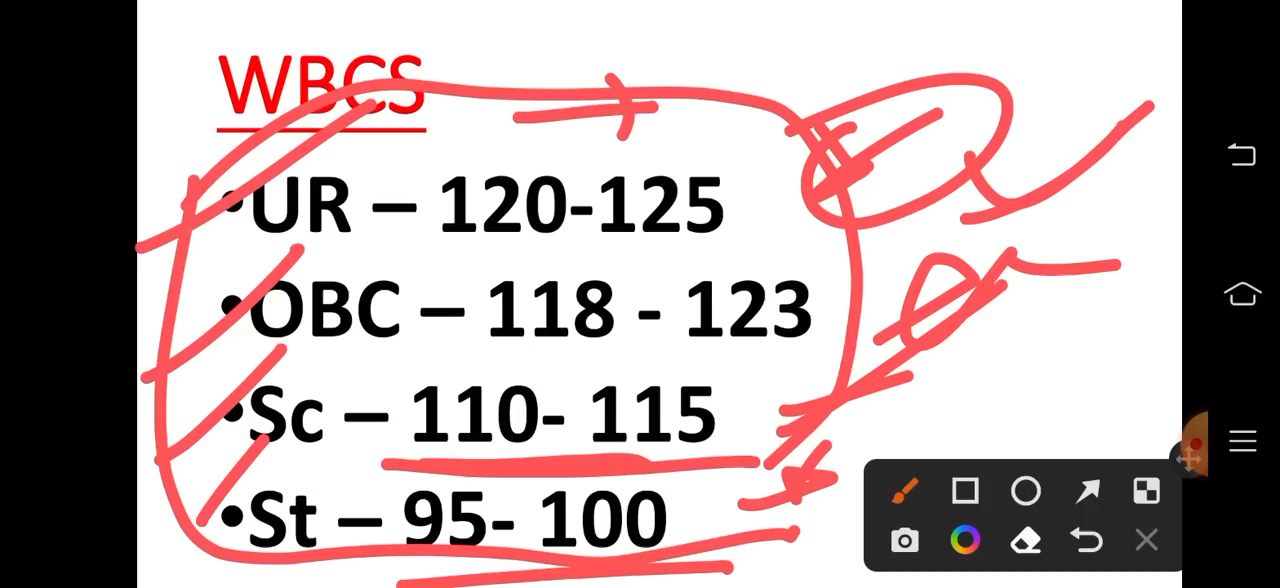 WBCS
•UR – 120-125
•OBC – 118 - 123
•Sc – 110- 115
•St – 95- 100